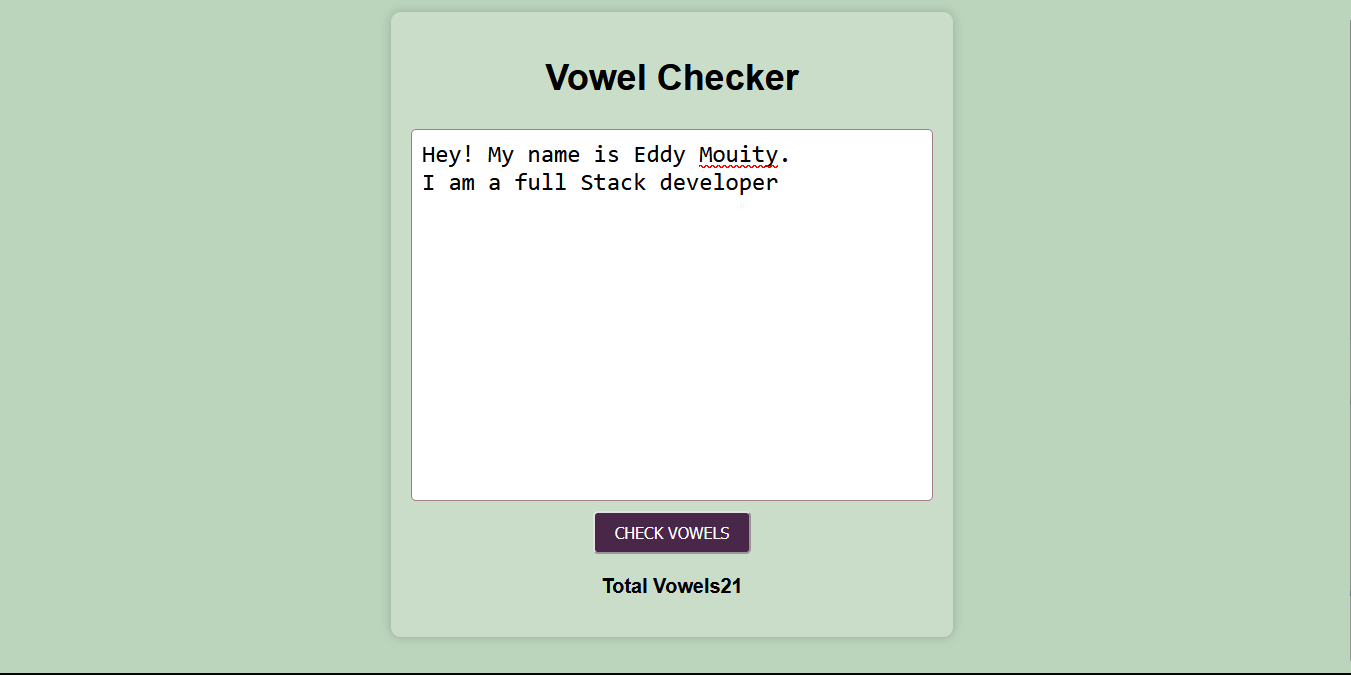 Vowel Checker
Hey! My name is Eddy Mouity.
I am a full Stack developer
CHECK VOWELS
Total Vowels21